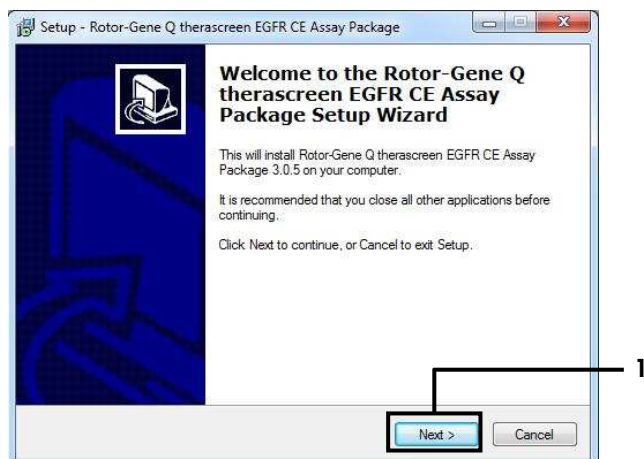 Setup - Rotor-Gene Q therascreen EGFR CE Assay Package
Welcome to the Rotor-Gene Q
therascreen EGFR CE Assay
Package Setup Wizard
This will install Rotor-Gene Q therascreen EGFR CE Assay
Package 3.0.5 on your computer.
It is recommended that you close all other applications before
continuing.
Click Next to continue, or Cancel to exit Setup.
1
Next >
Cancel